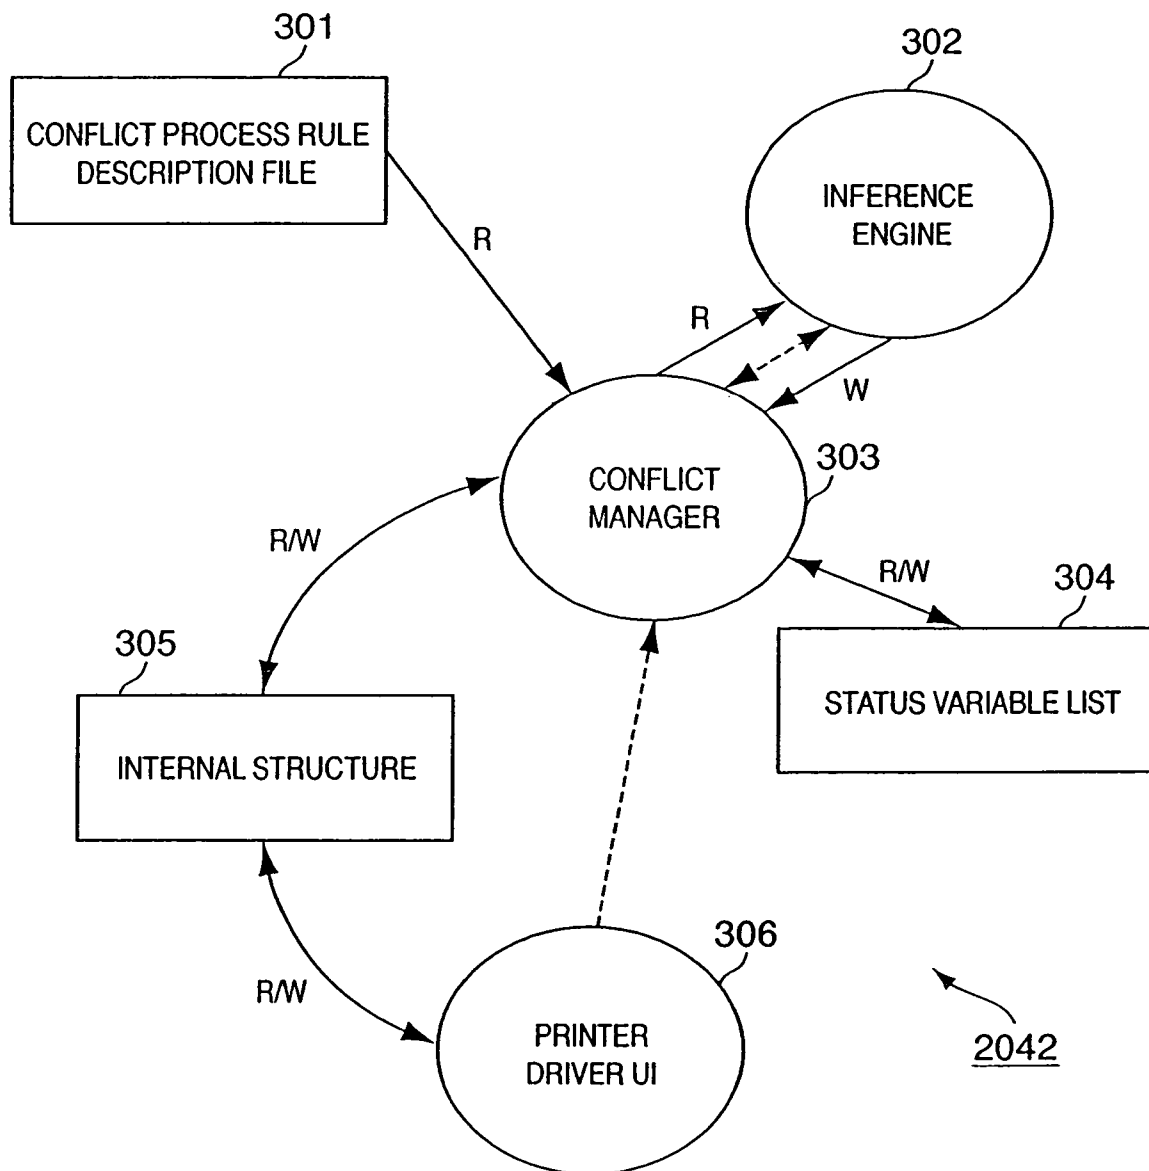 301
302
CONFLICT PROCESS RULE
DESCRIPTION FILE
INFERENCE
ENGINE
R
R
W
CONFLICT
MANAGER
303
R/W
R/W
304
305
STATUS VARIABLE LIST
INTERNAL STRUCTURE
306
R/W
PRINTER
DRIVER UI
2042